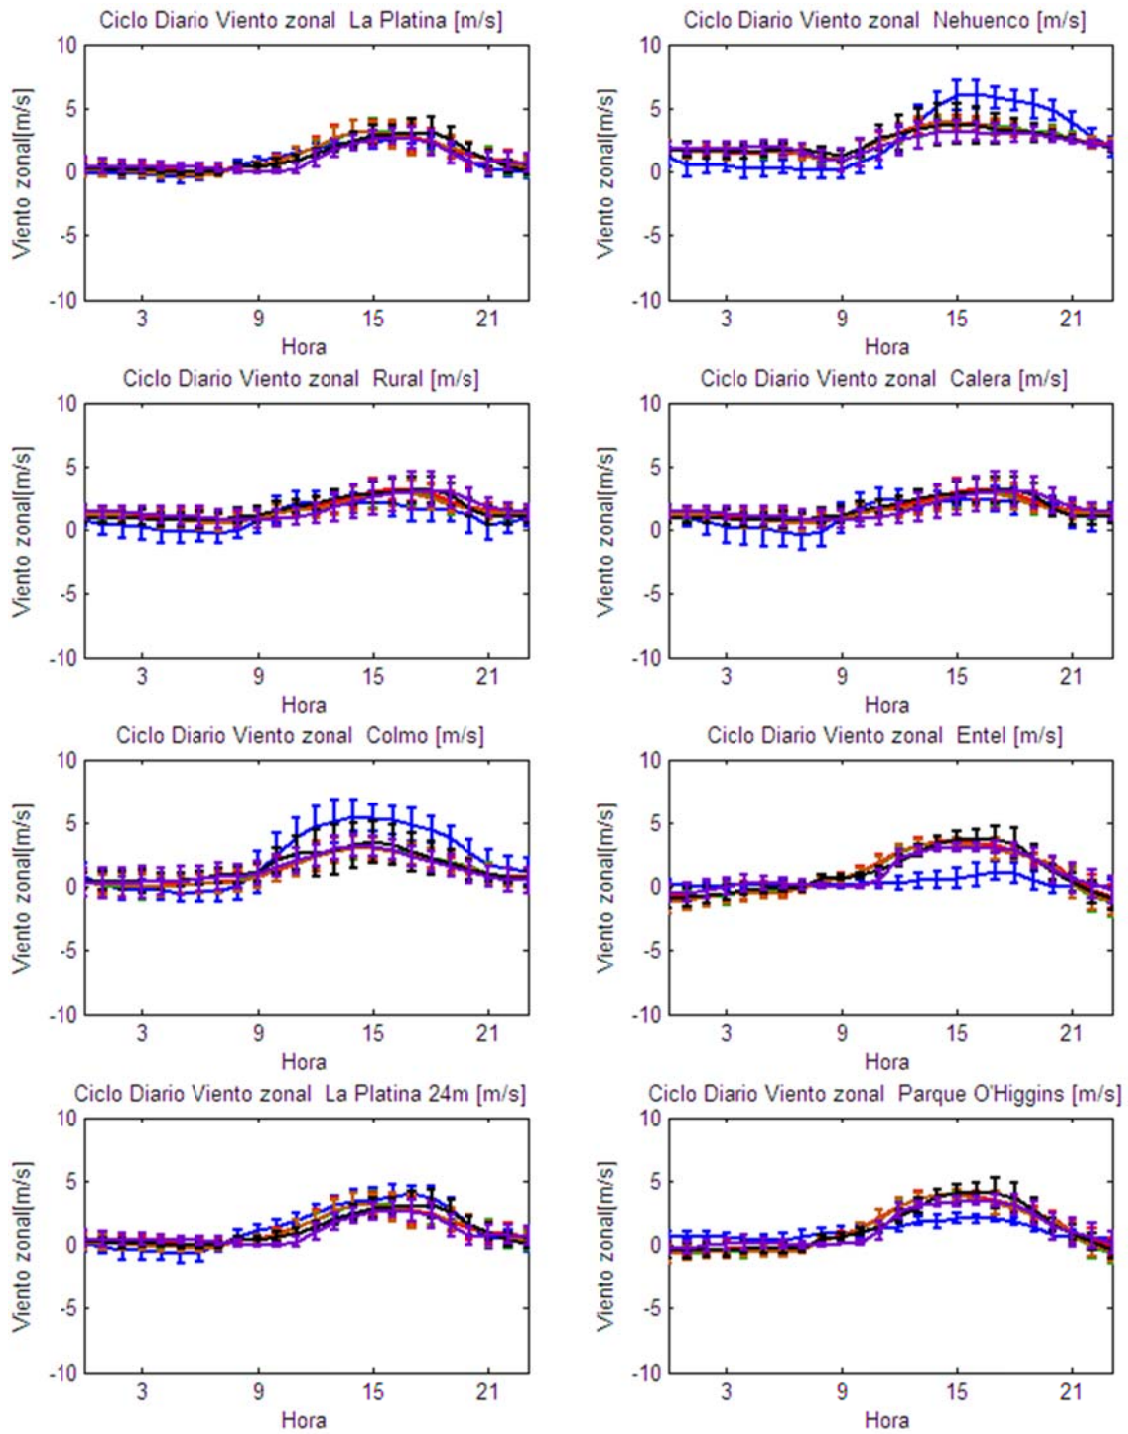 Ciclo Diario Viento zonal La Platina [m/s]
10
5
0
-5
-10
Viento zonal[m/s]
3 9 15 21
Hora
Ciclo Diario Viento zonal Nehuenco [m/s]
10
5
0
-5
-10
Viento zonal[m/s]
3 9 15 21
Hora
Ciclo Diario Viento zonal Rural [m/s]
10
5
0
-5
-10
Viento zonal[m/s]
3 9 15 21
Hora
Ciclo Diario Viento zonal Calera [m/s]
10
5
0
-5
-10
Viento zonal[m/s]
3 9 15 21
Hora
Ciclo Diario Viento zonal Colmo [m/s]
10
5
0
-5
-10
Viento zonal[m/s]
3 9 15 21
Hora
Ciclo Diario Viento zonal Entel [m/s]
10
5
0
-5
-10
Viento zonal[m/s]
3 9 15 21
Hora
Ciclo Diario Viento zonal La Platina 24m [m/s]
10
5
0
-5
-10
Viento zonal[m/s]
3 9 15 21
Hora
Ciclo Diario Viento zonal Parque O'Higgins [m/s]
10
5
0
-5
-10
Viento zonal[m/s]
3 9 15 21
Hora